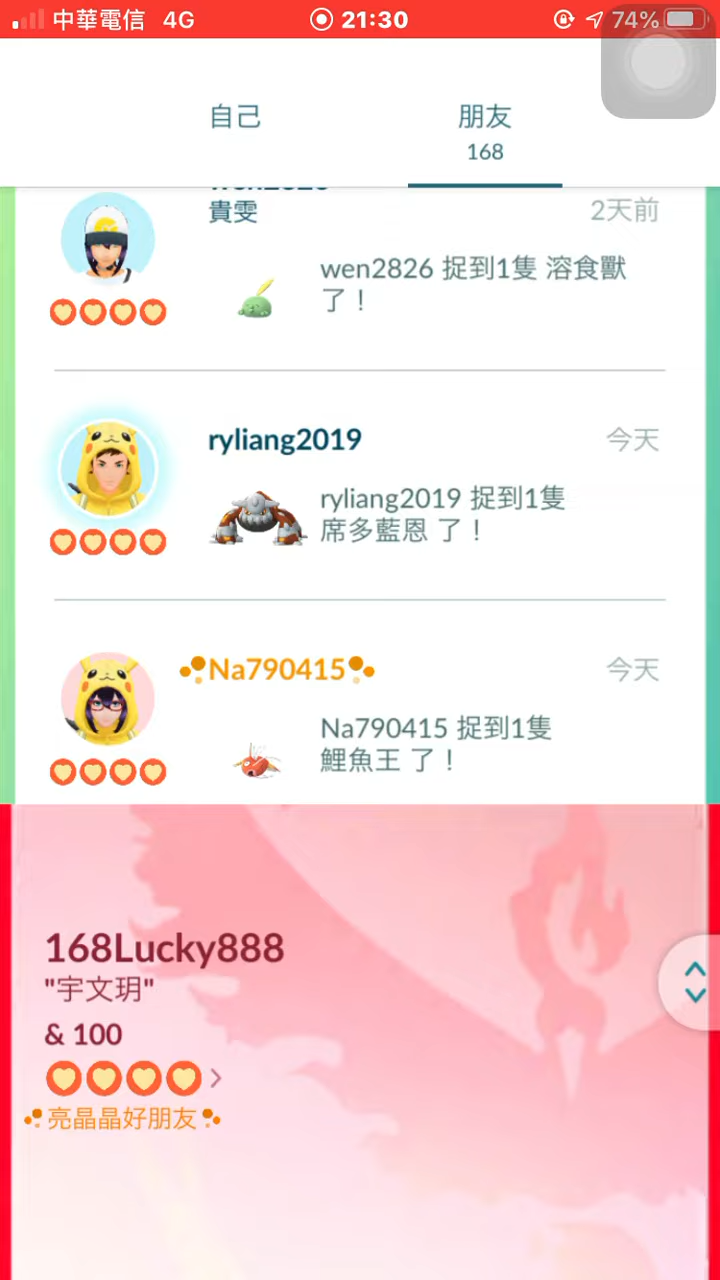 中華電信 4G 21:30 74%
自己 朋友
168
貴雯 2天前
wen2826 捉到1隻 溶食獸
了！
ryliang2019 今天
ryliang2019 捉到1隻
席多藍恩 了！
Na790415 今天
Na790415 捉到1隻
鯉魚王 了！
168Lucky888
"宇文玥"
& 100
亮晶晶好朋友